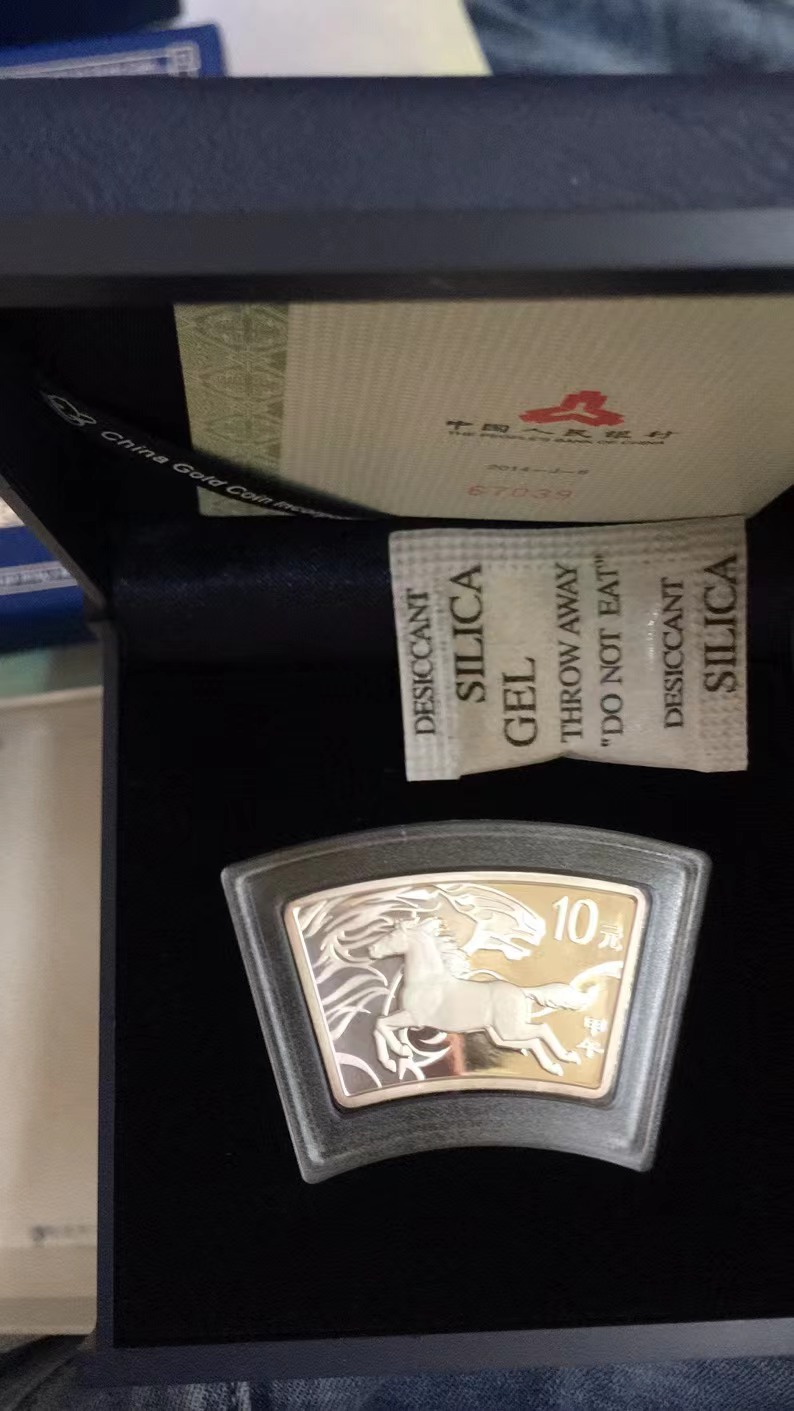 China Gold Coin
中国人民银行
THE PEOPLE'S BANK OF CHINA
67039
DESICCANT
SILICA
GEL
THROW AWAY
"DO NOT EAT"
DESICCANT
SILICA
10元
甲午